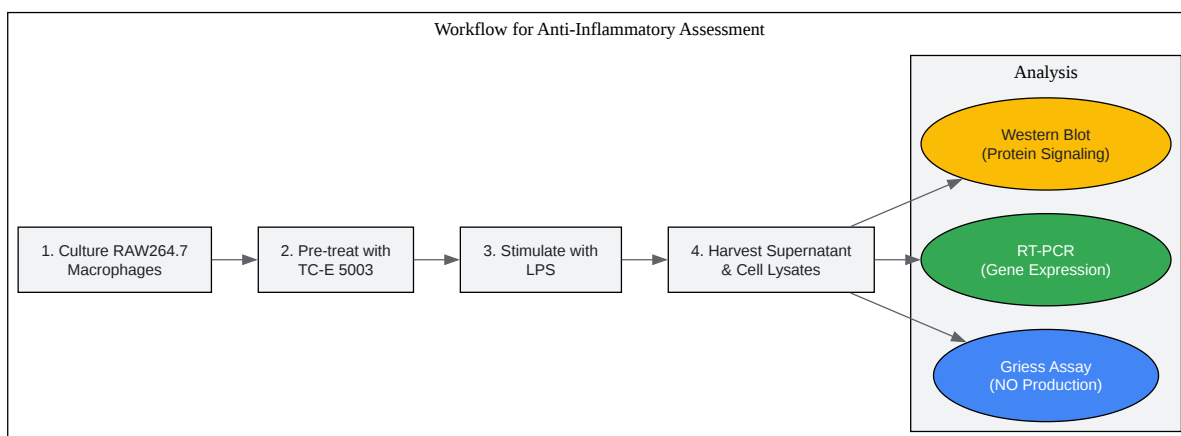 Workflow for Anti-Inflammatory Assessment
Analysis
1. Culture RAW264.7
Macrophages
2. Pre-treat with
TC-E 5003
3. Stimulate with
LPS
4. Harvest Supernatant
& Cell Lysates
Western Blot
(Protein Signaling)
RT-PCR
(Gene Expression)
Griess Assay
(NO Production)